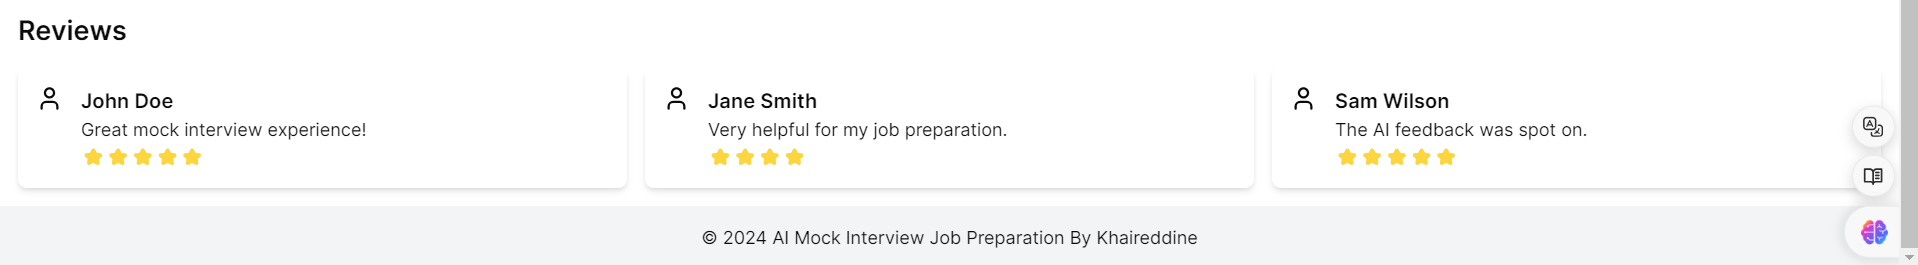 Reviews
John Doe
Great mock interview experience!
Jane Smith
Very helpful for my job preparation.
Sam Wilson
The AI feedback was spot on.
© 2024 AI Mock Interview Job Preparation By Khaireddine